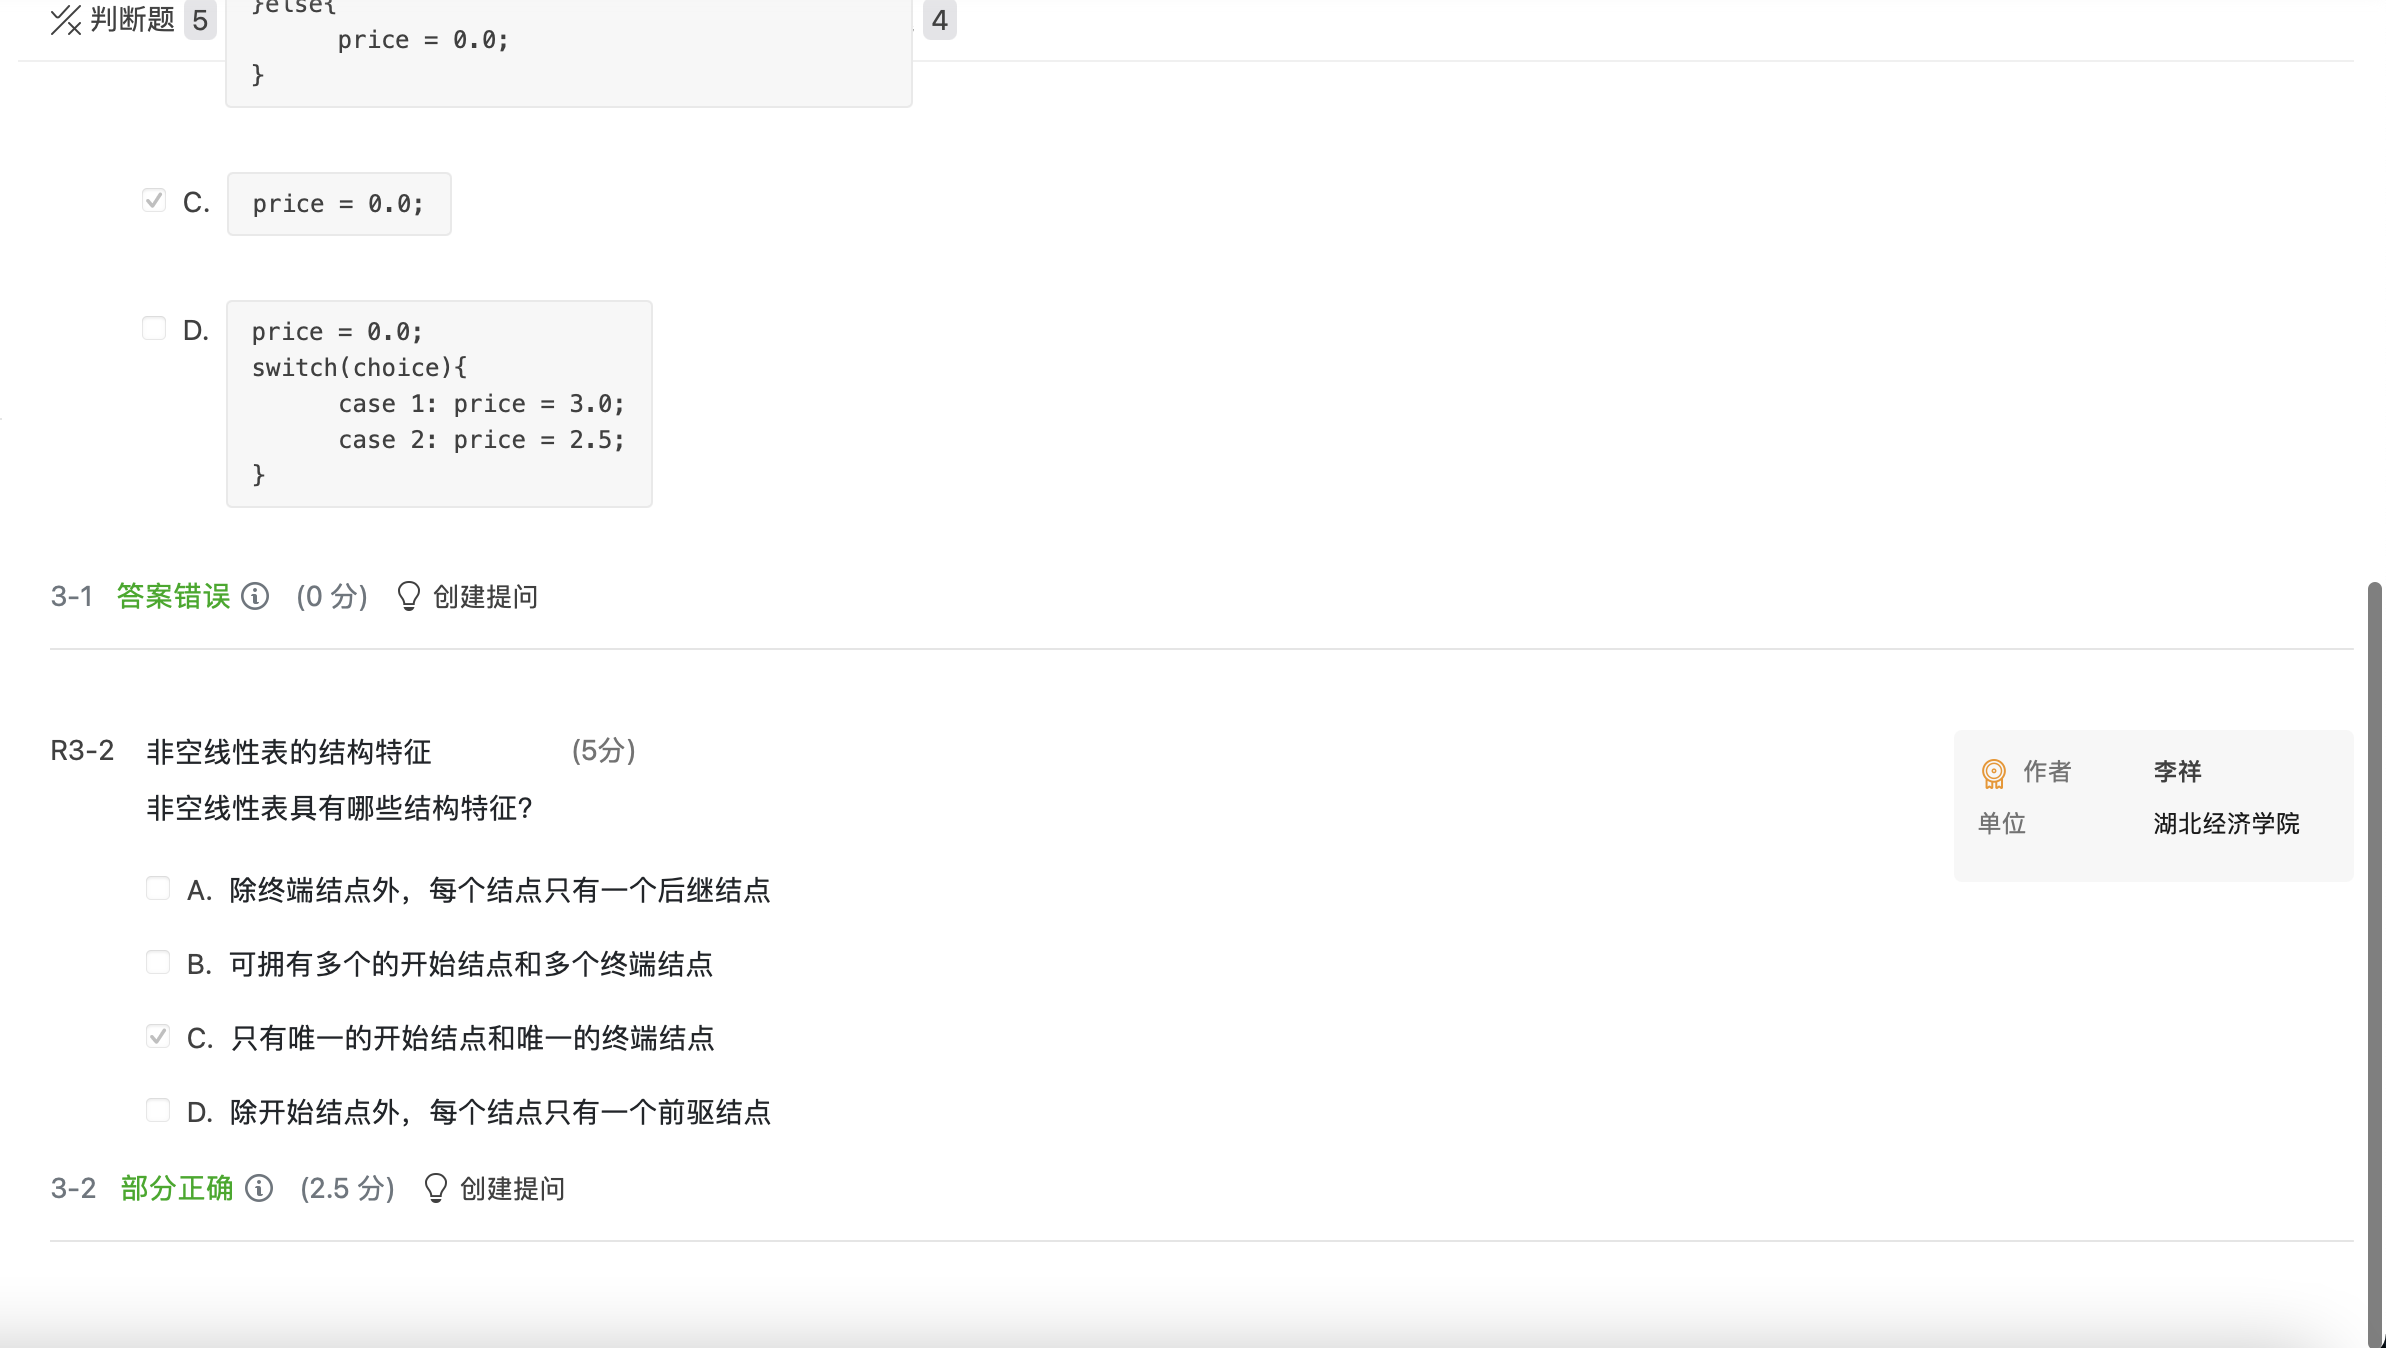 判断题 5
4
}else{
price = 0.0;
}
C. price = 0.0;
D. price = 0.0;
switch(choice){
case 1: price = 3.0;
case 2: price = 2.5;
}
3-1 答案错误 (0 分) 创建提问
R3-2 非空线性表的结构特征 (5分)
非空线性表具有哪些结构特征?
A. 除终端结点外，每个结点只有一个后继结点
B. 可拥有多个的开始结点和多个终端结点
C. 只有唯一的开始结点和唯一的终端结点
D. 除开始结点外，每个结点只有一个前驱结点
作者 李祥
单位 湖北经济学院
3-2 部分正确 (2.5 分) 创建提问